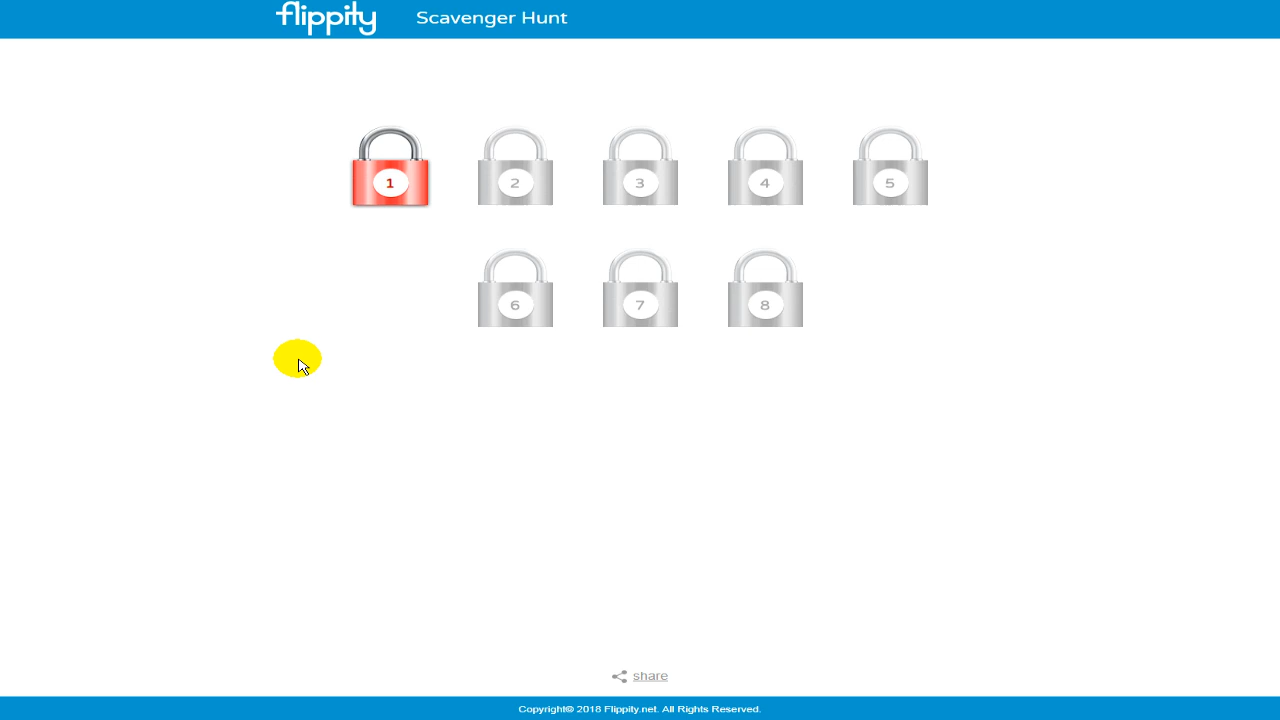 flippity Scavenger Hunt
1 2 3 4 5
6 7 8
share
Copyright© 2018 Flippity.net. All Rights Reserved.